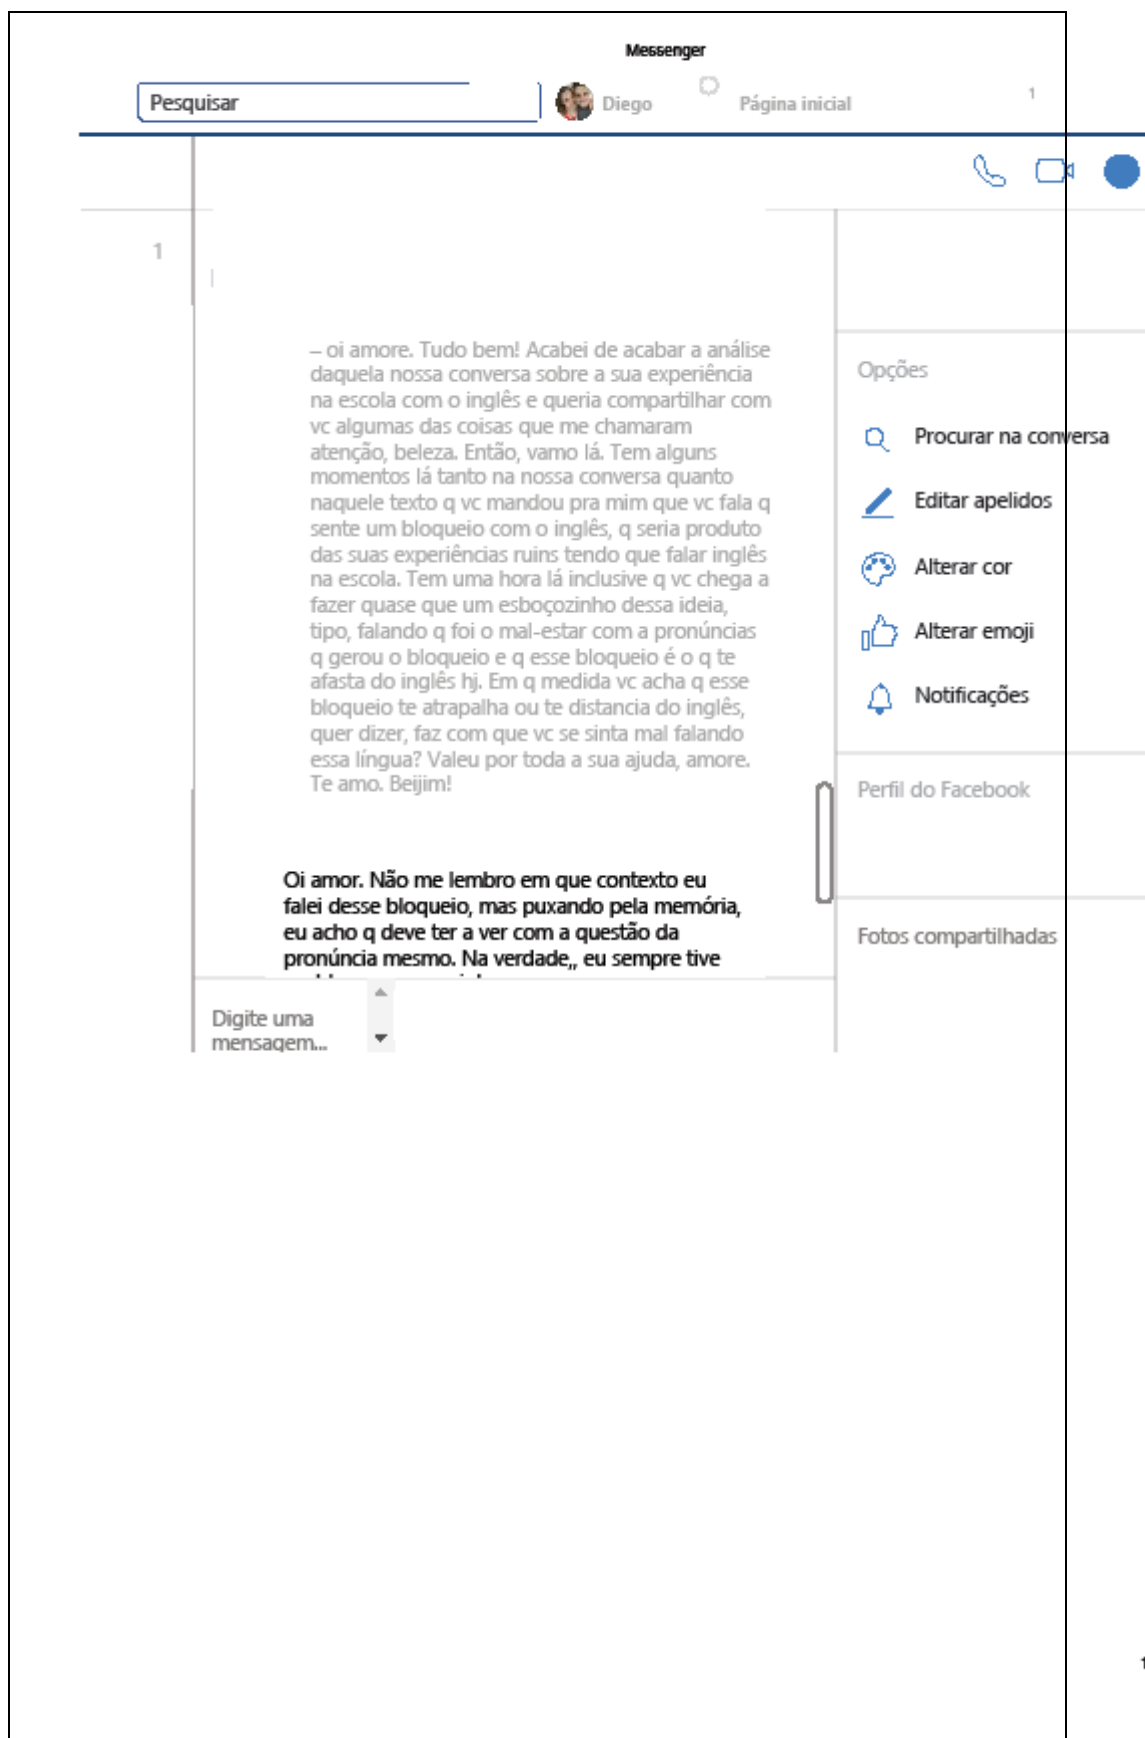 Messenger
Pesquisar
Diego
Página inicial
1
1
– oi amore. Tudo bem! Acabei de acabar a análise
daquela nossa conversa sobre a sua experiência
na escola com o inglês e queria compartilhar com
vc algumas das coisas que me chamaram
atenção, beleza. Então, vamo lá. Tem alguns
momentos lá tanto na nossa conversa quanto
naquele texto q vc mandou pra mim que vc fala q
sente um bloqueio com o inglês, q seria produto
das suas experiências ruins tendo que falar inglês
na escola. Tem uma hora lá inclusive q vc chega a
fazer quase que um esboçozinho dessa ideia,
tipo, falando q foi o mal-estar com a pronúncias
q gerou o bloqueio e q esse bloqueio é o q te
afasta do inglês hj. Em q medida vc acha q esse
bloqueio te atrapalha ou te distancia do inglês,
quer dizer, faz com que vc se sinta mal falando
essa língua? Valeu por toda a sua ajuda, amore.
Te amo. Beijim!
Oi amor. Não me lembro em que contexto eu
falei desse bloqueio, mas puxando pela memória,
eu acho q deve ter a ver com a questão da
pronúncia mesmo. Na verdade,, eu sempre tive
Digite uma
mensagem...
Opções
Procurar na conversa
Editar apelidos
Alterar cor
Alterar emoji
Notificações
Perfil do Facebook
Fotos compartilhadas